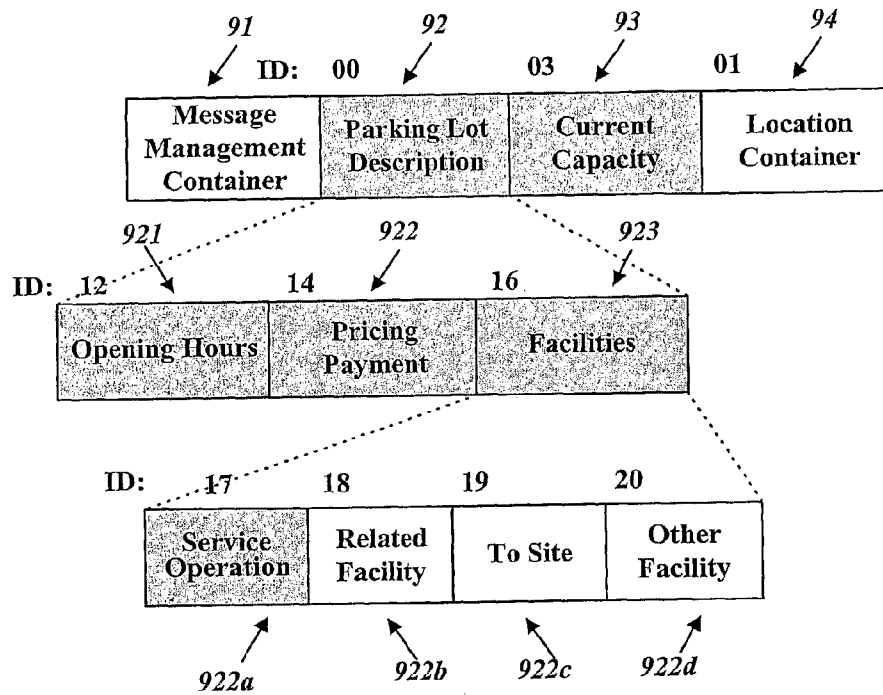 91 92 93 94
ID: 00 03 01
Message Management Container
Parking Lot Description
Current Capacity
Location Container
921 922 923
ID: 12 14 16
Opening Hours
Pricing Payment
Facilities
ID: 17 18 19 20
Service Operation
Related Facility
To Site
Other Facility
922a 922b 922c 922d